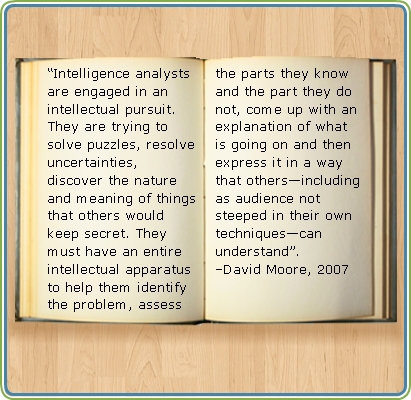 “Intelligence analysts
are engaged in an
intellectual pursuit.
They are trying to
solve puzzles, resolve
uncertainties,
discover the nature
and meaning of things
that others would
keep secret. They
must have an entire
intellectual apparatus
to help them identify
the problem, assess
the parts they know
and the part they do
not, come up with an
explanation of what
is going on and then
express it in a way
that others—including
as audience not
steeped in their own
techniques—can
understand”.
–David Moore, 2007